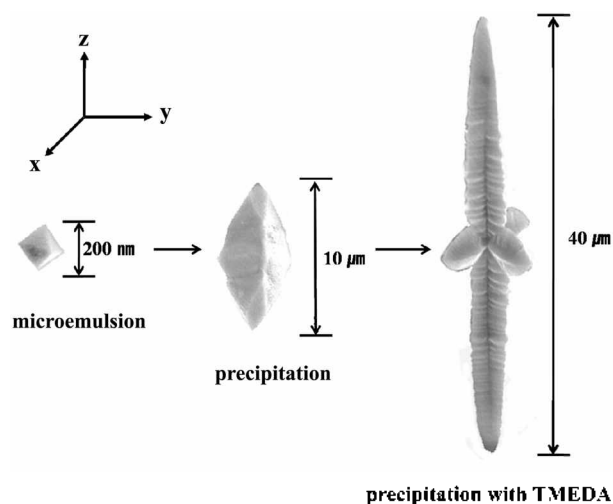 z
y
x
200 nm
10 μm
40 μm
microemulsion
precipitation
precipitation with TMEDA